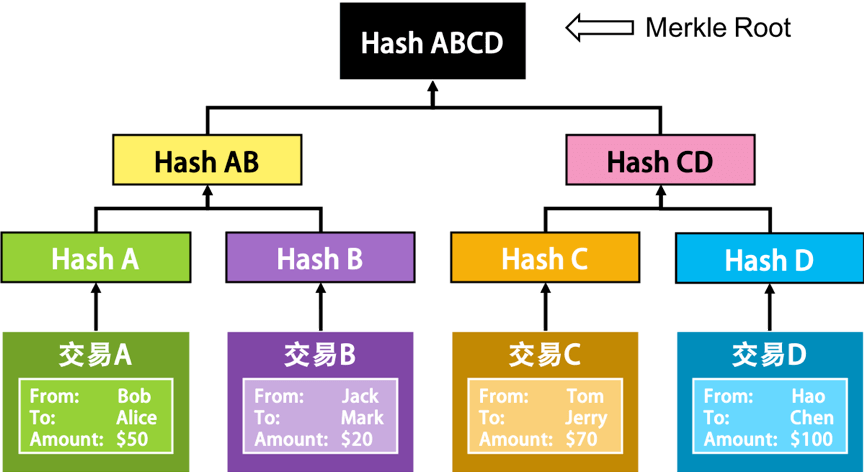 Hash ABCD
Merkle Root
Hash AB
Hash CD
Hash A
Hash B
Hash C
Hash D
交易A
From: Bob
To: Alice
Amount: $50
交易B
From: Jack
To: Mark
Amount: $20
交易C
From: Tom
To: Jerry
Amount: $70
交易D
From: Hao
To: Chen
Amount: $100